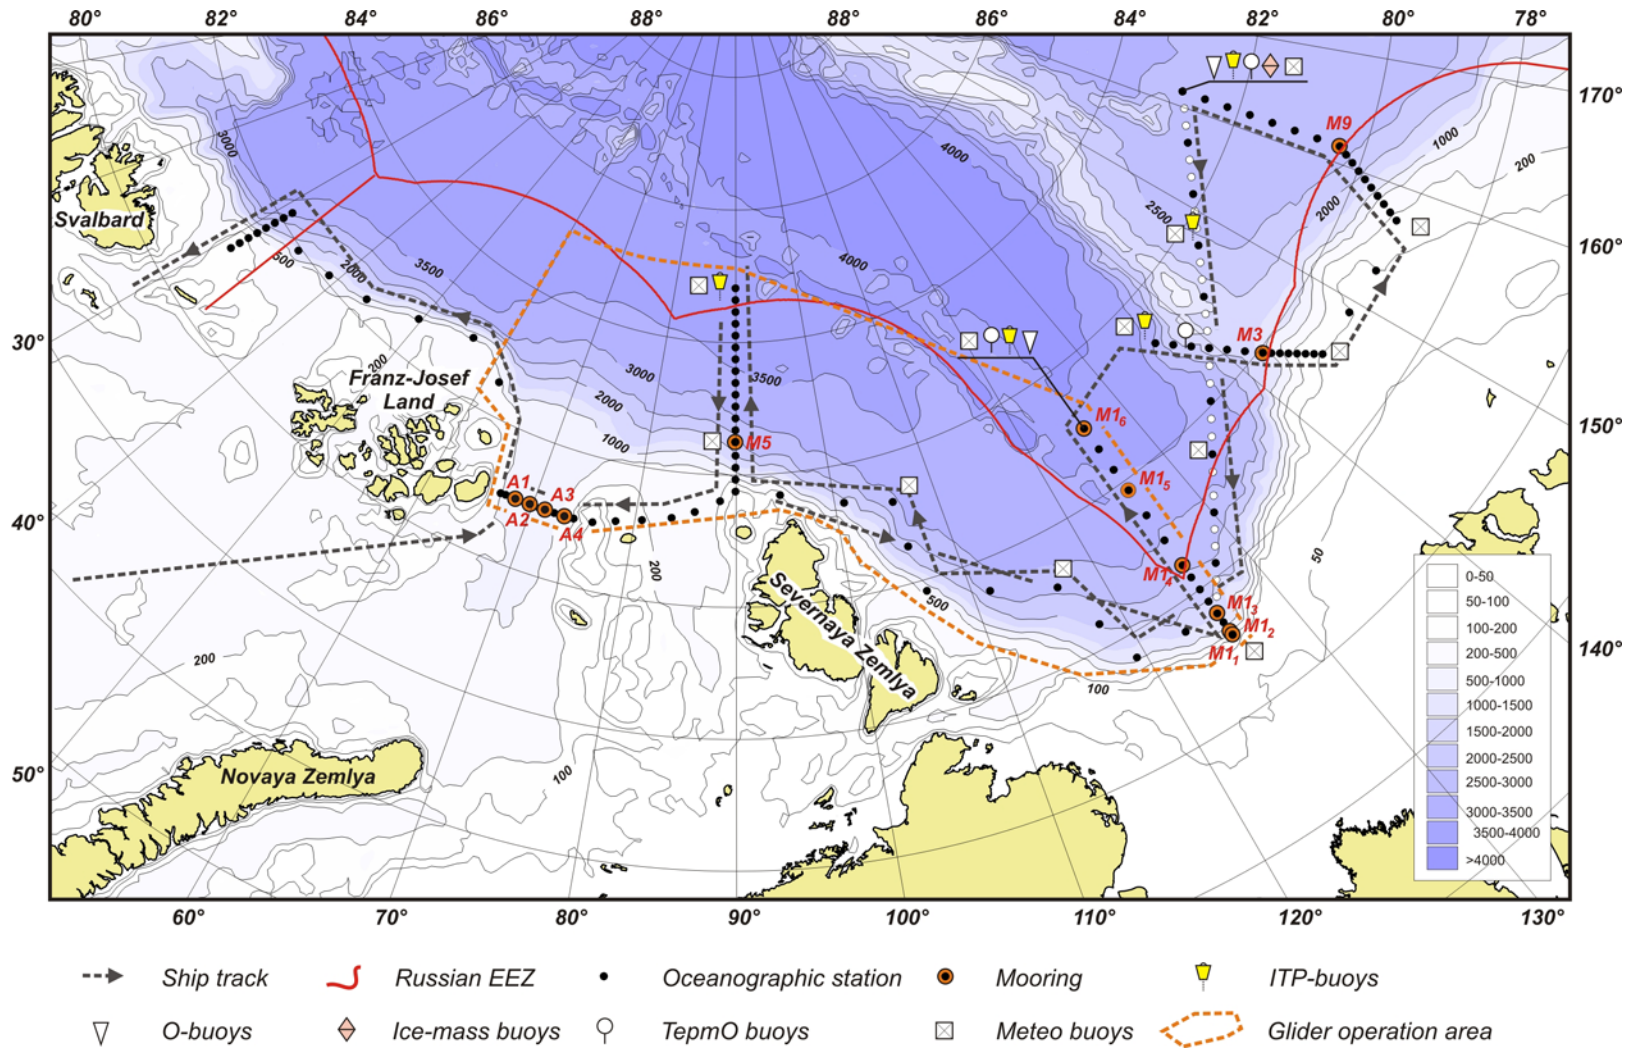 80° 82° 84° 86° 88° 88° 86° 84° 82° 80° 78°
170°
160°
150°
140°
30°
40°
50°
60° 70° 80° 90° 100° 110° 120° 130°
M9
1000
200
4000
3000
2000
2500
Svalbard
500
2000
3500
4000
M3
200
3500
Franz-Josef
Land
3000
2000
1000
M1₆
M5
A1
A3
M1₅
A2
A4
50
200
M1₄
Severnaya Zemlya
500
M1₃
M1₂
M1₁
200
100
Novaya Zemlya
100
0-50
50-100
100-200
200-500
500-1000
1000-1500
1500-2000
2000-2500
2500-3000
3000-3500
3500-4000
>4000
Ship track Russian EEZ Oceanographic station Mooring ITP-buoys
O-buoys Ice-mass buoys TepmO buoys Meteo buoys Glider operation area